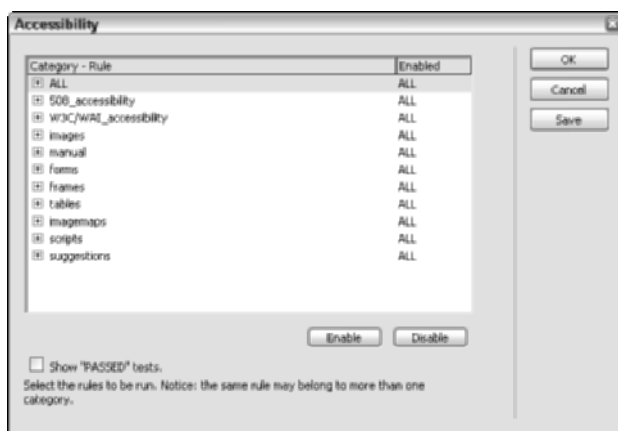 Accessibility
Category - Rule Enabled
ALL ALL
508_accessibility ALL
W3C/WAI_accessibility ALL
images ALL
manual ALL
forms ALL
frames ALL
tables ALL
imagemaps ALL
scripts ALL
suggestions ALL
OK
Cancel
Save
Enable Disable
Show "PASSED" tests.
Select the rules to be run. Notice: the same rule may belong to more than one
category.